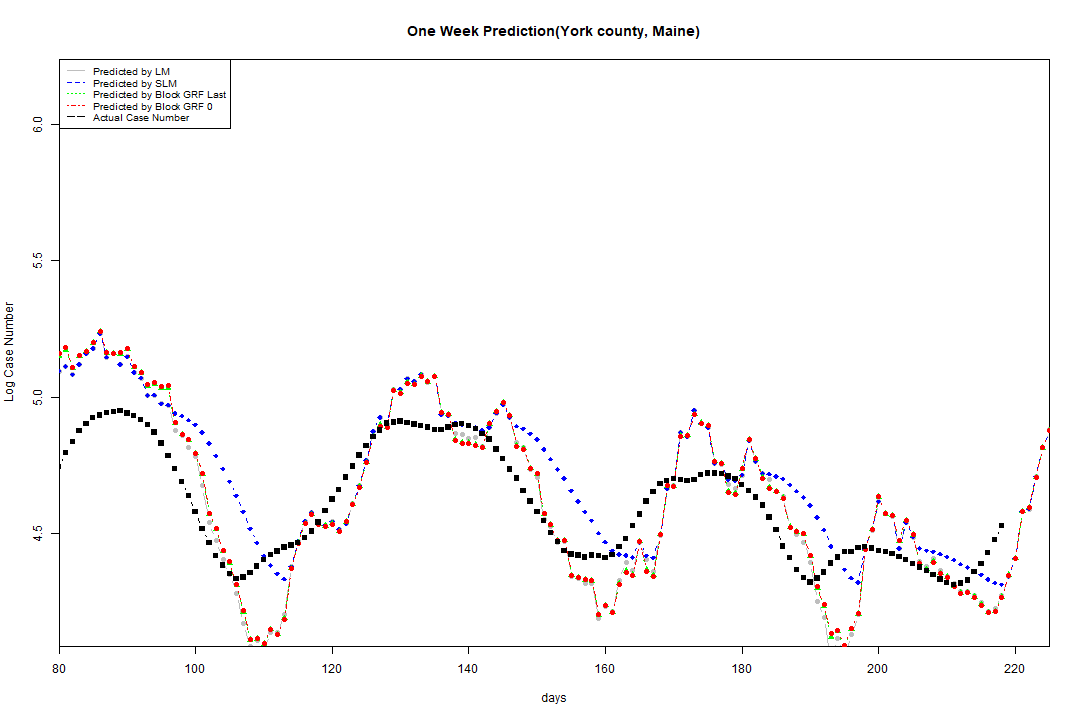 One Week Prediction(York county, Maine)
Predicted by LM
Predicted by SLM
Predicted by Block GRF Last
Predicted by Block GRF 0
Actual Case Number
6.0
5.5
5.0
4.5
Log Case Number
80 100 120 140 160 180 200 220
days